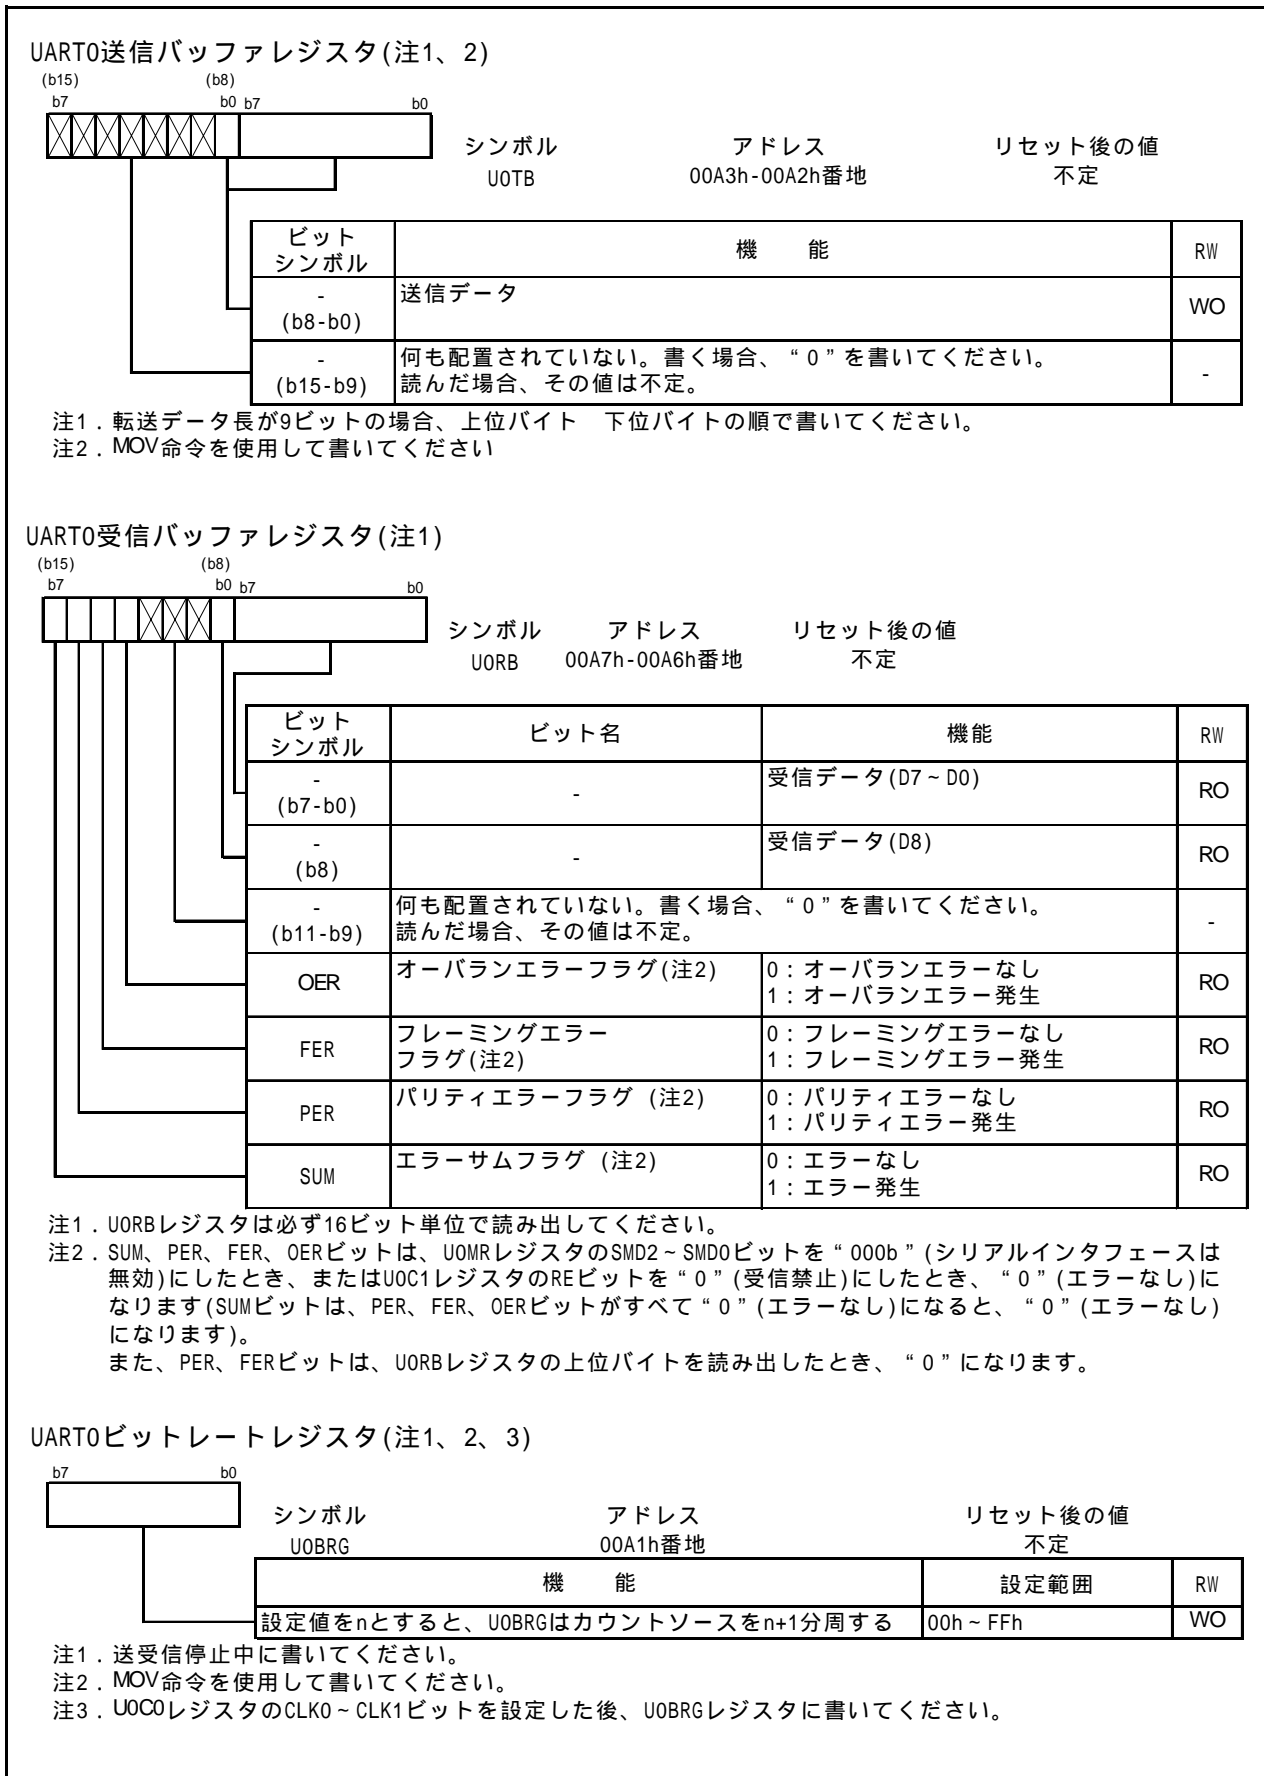 UART0送信バッファレジスタ(注1、2)
(b15) (b8)
b7 b0 b7 b0
シンボル アドレス リセット後の値
U0TB 00A3h-00A2h番地 不定
ビット
シンボル 機 能 RW
-
(b8-b0) 送信データ WO
-
(b15-b9) 何も配置されていない。書く場合、“0”を書いてください。
読んだ場合、その値は不定。 -
注1.転送データ長が9ビットの場合、上位バイト 下位バイトの順で書いてください。
注2.MOV命令を使用して書いてください
UART0受信バッファレジスタ(注1)
(b15) (b8)
b7 b0 b7 b0
シンボル アドレス リセット後の値
U0RB 00A7h-00A6h番地 不定
ビット
シンボル ビット名 機能 RW
-
(b7-b0) - 受信データ(D7~D0) RO
-
(b8) - 受信データ(D8) RO
-
(b11-b9) 何も配置されていない。書く場合、“0”を書いてください。
読んだ場合、その値は不定。 -
OER オーバランエラーフラグ(注2) 0:オーバランエラーなし
1:オーバランエラー発生 RO
FER フレーミングエラー
フラグ(注2) 0:フレーミングエラーなし
1:フレーミングエラー発生 RO
PER パリティエラーフラグ (注2) 0:パリティエラーなし
1:パリティエラー発生 RO
SUM エラーサムフラグ (注2) 0:エラーなし
1:エラー発生 RO
注1.U0RBレジスタは必ず16ビット単位で読み出してください。
注2.SUM、PER、FER、OERビットは、U0MRレジスタのSMD2~SMD0ビットを“000b”(シリアルインタフェースは
無効)にしたとき、またはU0C1レジスタのREビットを“0”(受信禁止)にしたとき、“0”(エラーなし)に
なります(SUMビットは、PER、FER、OERビットがすべて“0”(エラーなし)になると、“0”(エラーなし)
になります)。
また、PER、FERビットは、U0RBレジスタの上位バイトを読み出したとき、“0”になります。
UART0ビットレートレジスタ(注1、2、3)
b7 b0
シンボル アドレス リセット後の値
U0BRG 00A1h番地 不定
機 能 設定範囲 RW
設定値をnとすると、U0BRGはカウントソースをn+1分周する 00h~FFh WO
注1.送受信停止中に書いてください。
注2.MOV命令を使用して書いてください。
注3.U0C0レジスタのCLK0~CLK1ビットを設定した後、U0BRGレジスタに書いてください。